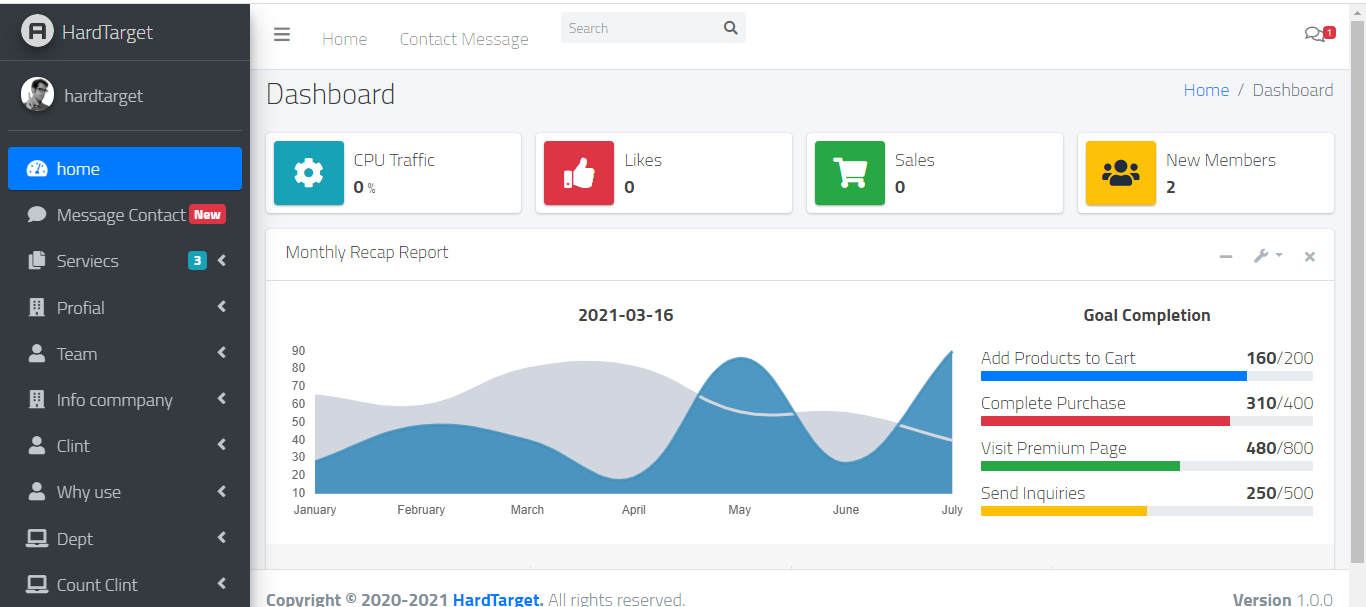 HardTarget
hardtarget
home
Message Contact New
Serviecs 3
Profial
Team
Info commpany
Clint
Why use
Dept
Count Clint
Home Contact Message Search 1
Dashboard
Home / Dashboard
CPU Traffic
0 %
Likes
0
Sales
0
New Members
2
Monthly Recap Report
2021-03-16
90
80
70
60
50
40
30
20
10
January February March April May June July
Goal Completion
Add Products to Cart 160/200
Complete Purchase 310/400
Visit Premium Page 480/800
Send Inquiries 250/500
Copyright © 2020-2021 HardTarget. All rights reserved.
Version 1.0.0